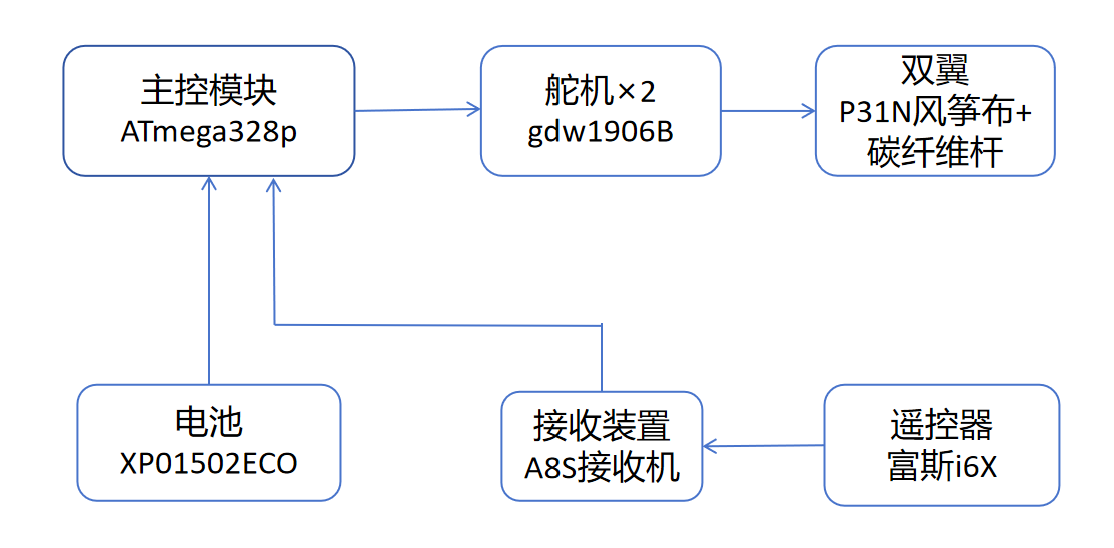 主控模块
ATmega328p
舵机×2
gdw1906B
双翼
P31N风筝布+
碳纤维杆
电池
XP01502ECO
接收装置
A8S接收机
遥控器
富斯i6X